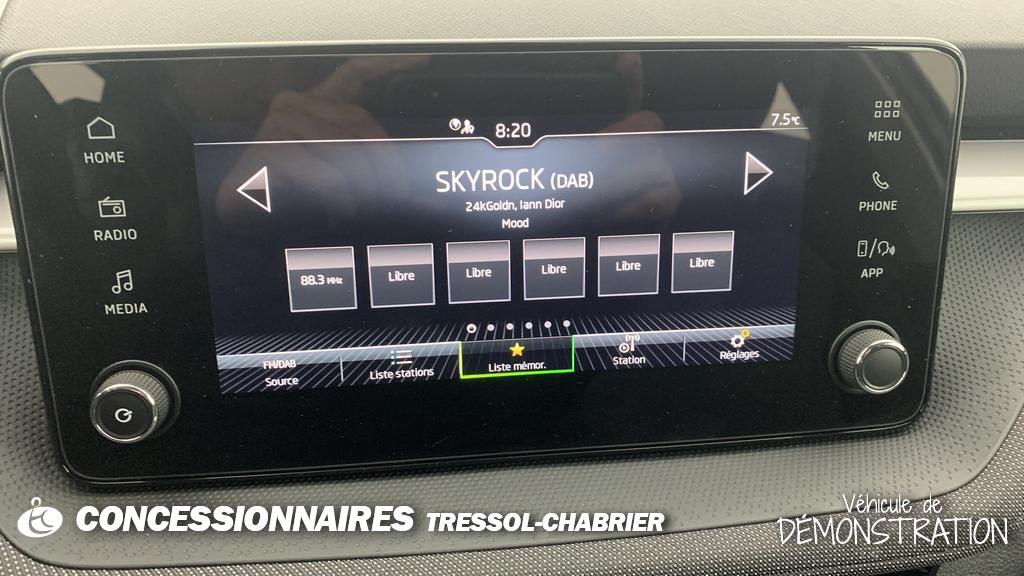 8:20
7.5°C
HOME
MENU
SKYROCK (DAB)
24kGoldn, Iann Dior
Mood
RADIO
PHONE
MEDIA
APP
88.3 MHz
Libre
Libre
Libre
Libre
Libre
FM/DAB
Source
Liste stations
Liste mémor.
Station
Réglages
CONCESSIONNAIRES TRESSOL-CHABRIER
Véhicule de
DÉMONSTRATION